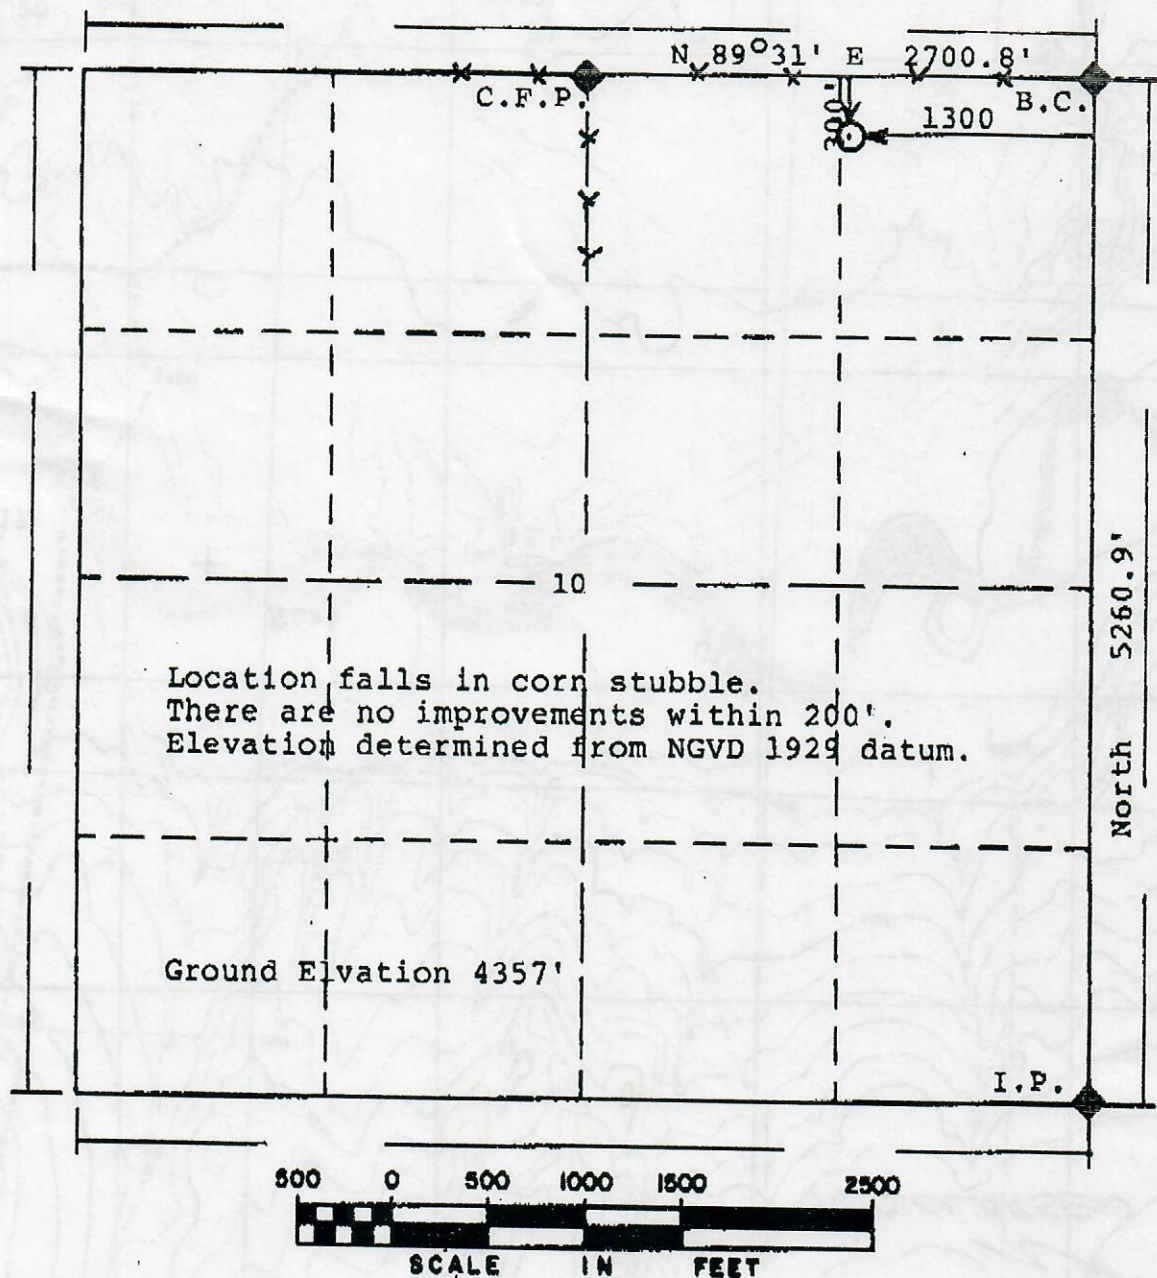 N 89°31' E 2700.8'
C.F.P.
B.C.
300'
1300
10
North 5260.9'
Location falls in corn stubble.
There are no improvements within 200'.
Elevation determined from NGVD 1929 datum.
Ground Elvation 4357'
I.P.
500 0 500 1000 1500 2500
SCALE IN FEET